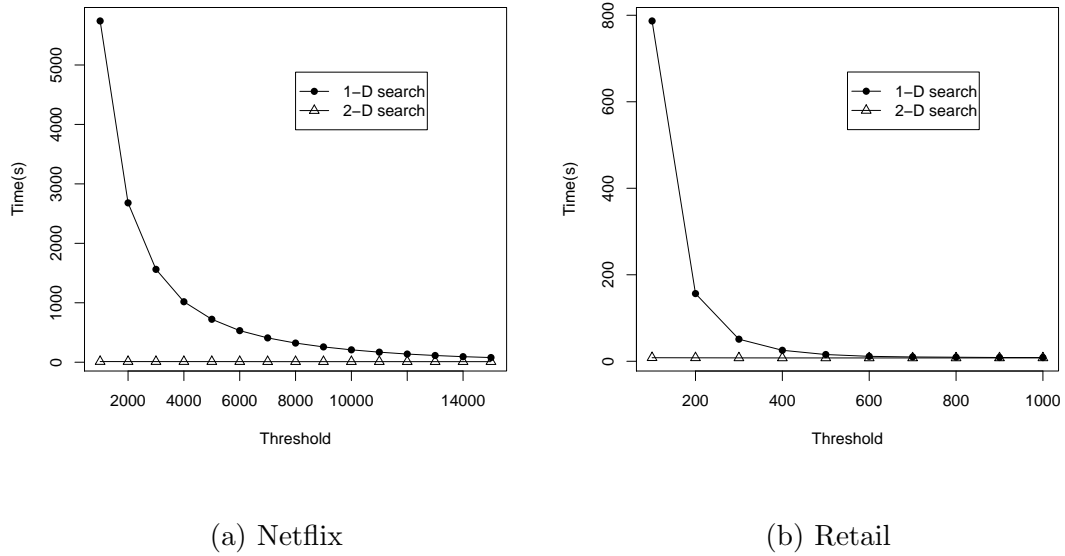 0 1000 2000 3000 4000 5000
Time(s)
1−D search
2−D search
2000 4000 6000 8000 10000 14000
Threshold
(a) Netflix
0 200 400 600 800
Time(s)
1−D search
2−D search
200 400 600 800 1000
Threshold
(b) Retail